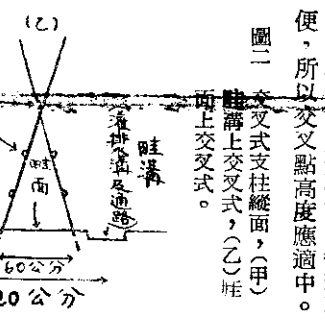 便，所以交叉點高度應適中。
圖二　交叉式支柱縱面，(甲)
畦溝上交叉式，(乙)畦
面上交叉式。
(乙)
畦溝
灌排水溝及通路
畦面
60公分
20公分